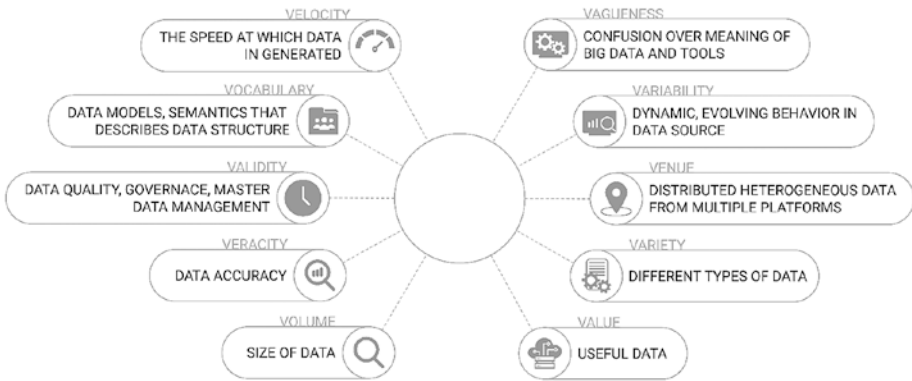 VELOCITY
THE SPEED AT WHICH DATA
IN GENERATED
VOCABULARY
DATA MODELS, SEMANTICS THAT
DESCRIBES DATA STRUCTURE
VALIDITY
DATA QUALITY, GOVERNACE, MASTER
DATA MANAGEMENT
VERACITY
DATA ACCURACY
VOLUME
SIZE OF DATA
VAGUENESS
CONFUSION OVER MEANING OF
BIG DATA AND TOOLS
VARIABILITY
DYNAMIC, EVOLVING BEHAVIOR IN
DATA SOURCE
VENUE
DISTRIBUTED HETEROGENEOUS DATA
FROM MULTIPLE PLATFORMS
VARIETY
DIFFERENT TYPES OF DATA
VALUE
USEFUL DATA